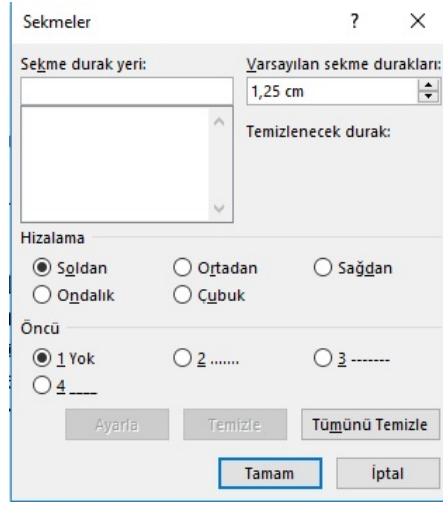 Sekmeler ?
Sekme durak yeri: Varsayılan sekme durakları:
1,25 cm
Temizlenecek durak:
Hizalama
Soldan Ortadan Sağdan
Ondalık Çubuk
Öncü
1 Yok 2 ....... 3 -------
4 ____
Ayarla Temizle Tümünü Temizle
Tamam İptal